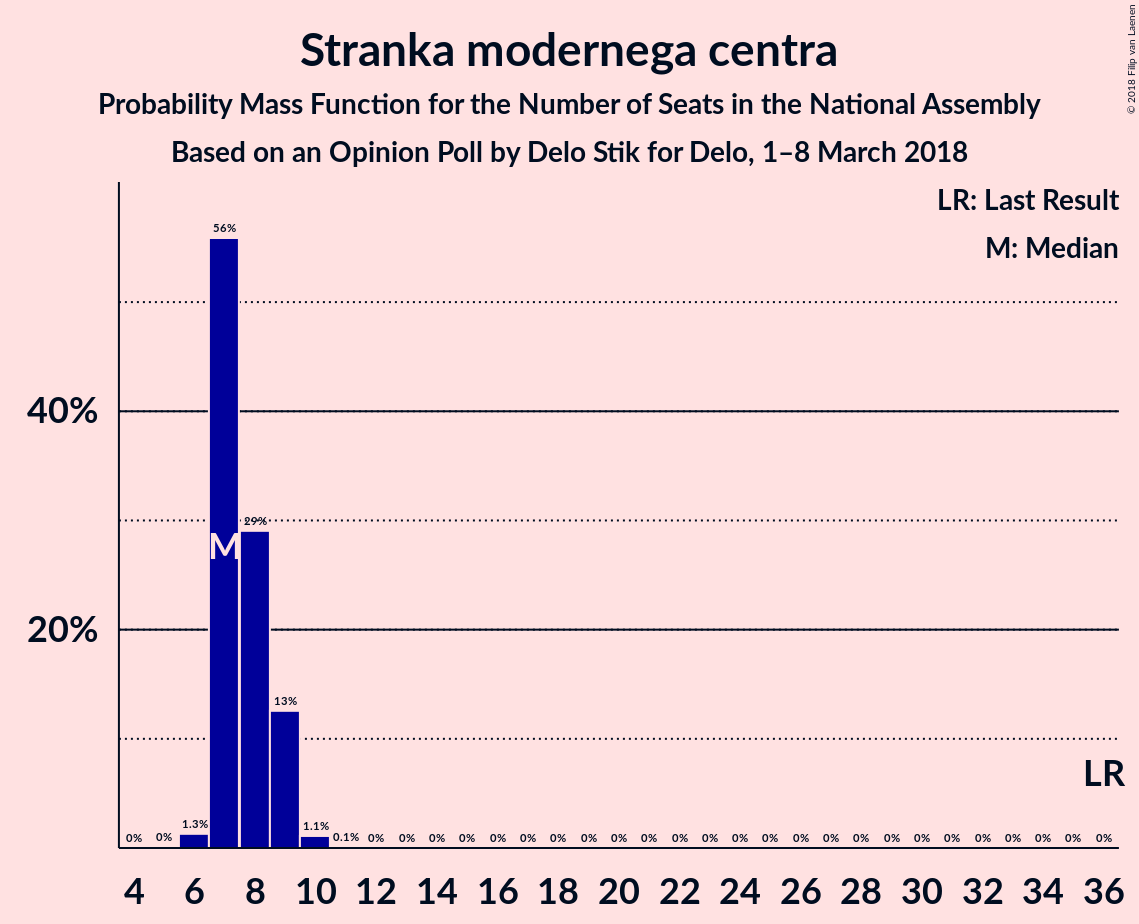 Stranka modernega centra
Probability Mass Function for the Number of Seats in the National Assembly
Based on an Opinion Poll by Delo Stik for Delo, 1–8 March 2018
© 2018 Filip van Laenen
LR: Last Result
M: Median
40%
20%
0% 0% 1.3% 56% 29% 13% 1.1% 0.1% 0% 0% 0% 0% 0% 0% 0% 0% 0% 0% 0% 0% 0% 0% 0% 0% 0% 0% 0% 0% 0% 0% 0% 0% 0%
M
LR
4 6 8 10 12 14 16 18 20 22 24 26 28 30 32 34 36